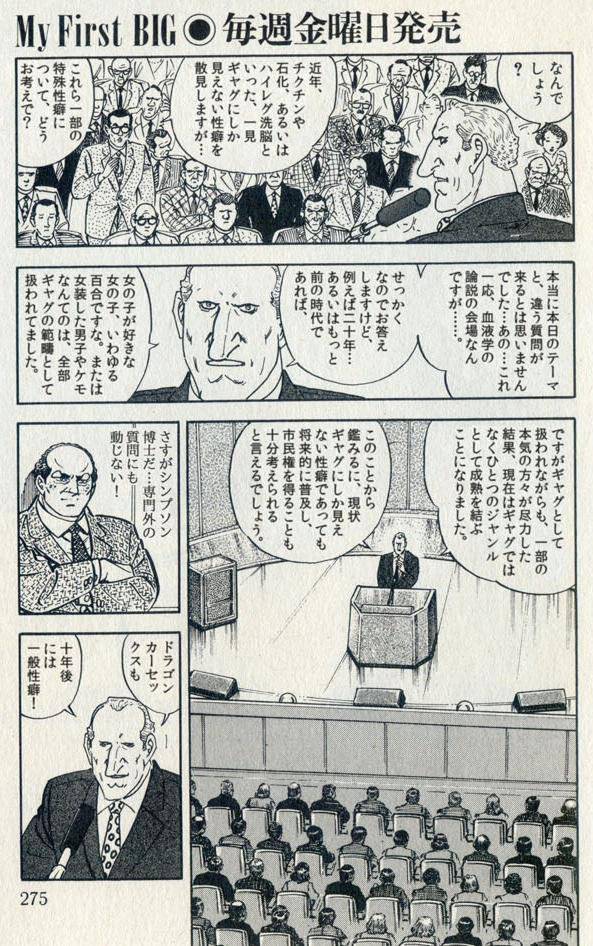 My First BIG◉毎週金曜日発売
なんで
しょう
？
近年、
チクチンや
石化、あるいは
ハイレグ洗脳と
いった、一見
ギャグにしか
見えない性癖を
散見しますが…
これら一部の
特殊性癖に
ついて、どう
お考えで？
本当に本日のテーマ
と、違う質問が
来るとは思いません
でした…あの…これ
一応、血液学の
論説の会場なん
ですが……。
せっかく
なのでお答え
しますけど、
例えば二十年…
あるいはもっと
前の時代で
あれば、
女の子が好きな
女の子、いわゆる
百合ですな。または
女装した男子やケモ
なんてのは、全部
ギャグの範疇として
扱われてました。
ですがギャグとして
扱われながらも、一部の
本気の方々が尽力した
結果、現在はギャグでは
なくひとつのジャンル
として成熟を結ぶ
ことになりました。
このことから
鑑みるに、現状
ギャグにしか見え
ない性癖であっても
将来的に普及し、
市民権を得ることも
十分考えられる
と言えるでしょう。
さすがシンプソン
博士だ…専門外の
質問にも
動じない！
ドラゴン
カーセッ
クスも
十年後
には
一般性癖！
275